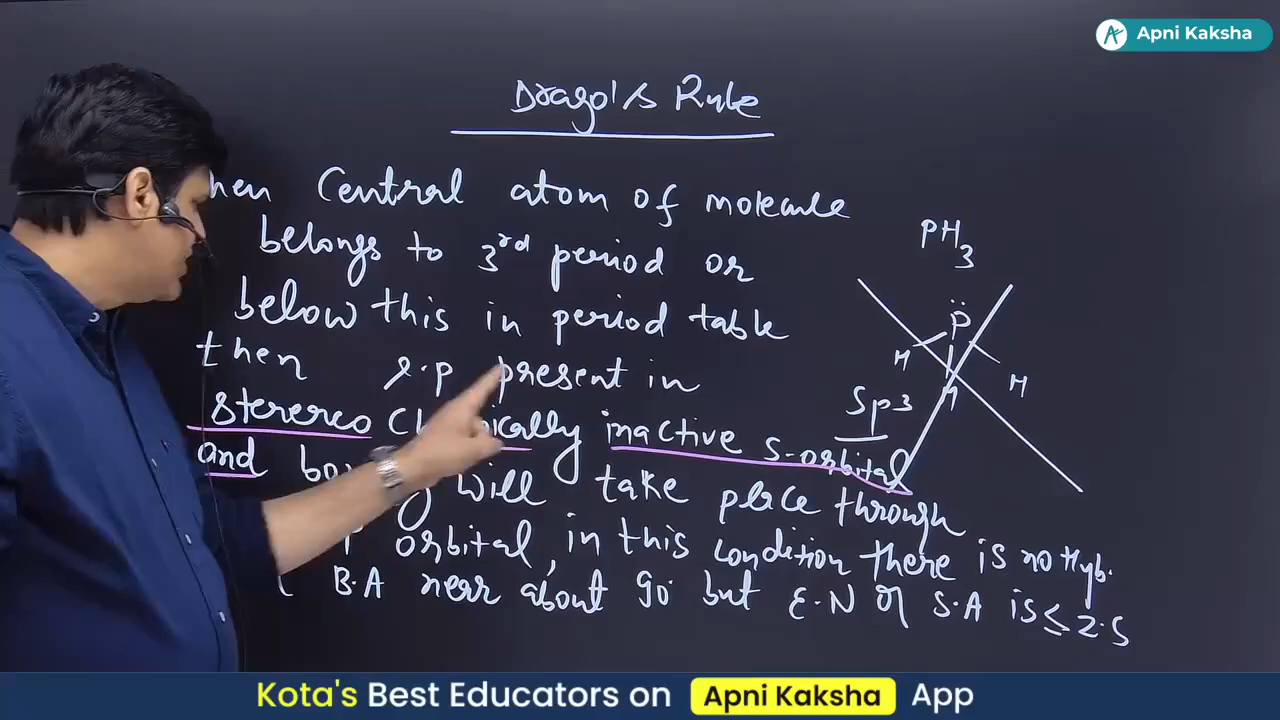 Apni Kaksha
Drago's Rule
hen Central atom of molecule
belongs to 3rd period or
below this in period table
then l.p present in
stererco inactive s-orbital
and will take place through
orbital, in this condition there is no Hyb.
B.A near about 90° but E.N of S.A is ≤ 2.5
PH3
P
H
H
H
Sp3
Kota's Best Educators on Apni Kaksha App